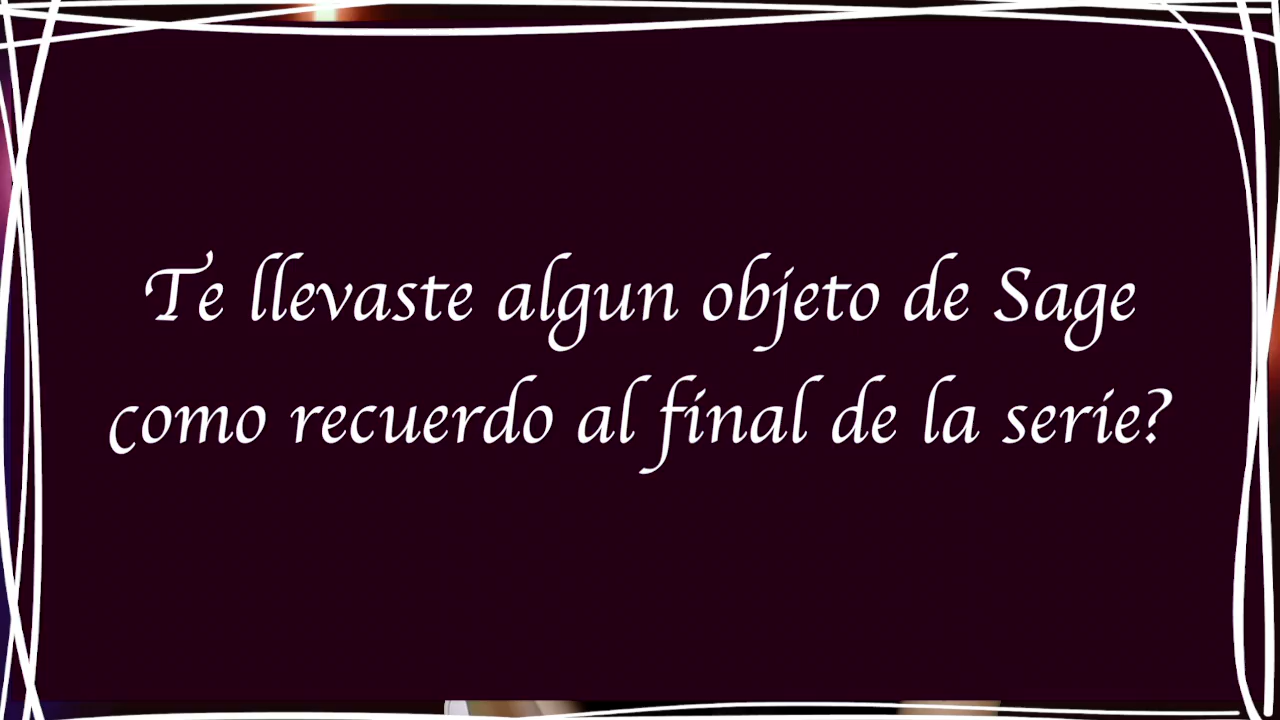 Te llevaste algun objeto de Sage
como recuerdo al final de la serie?